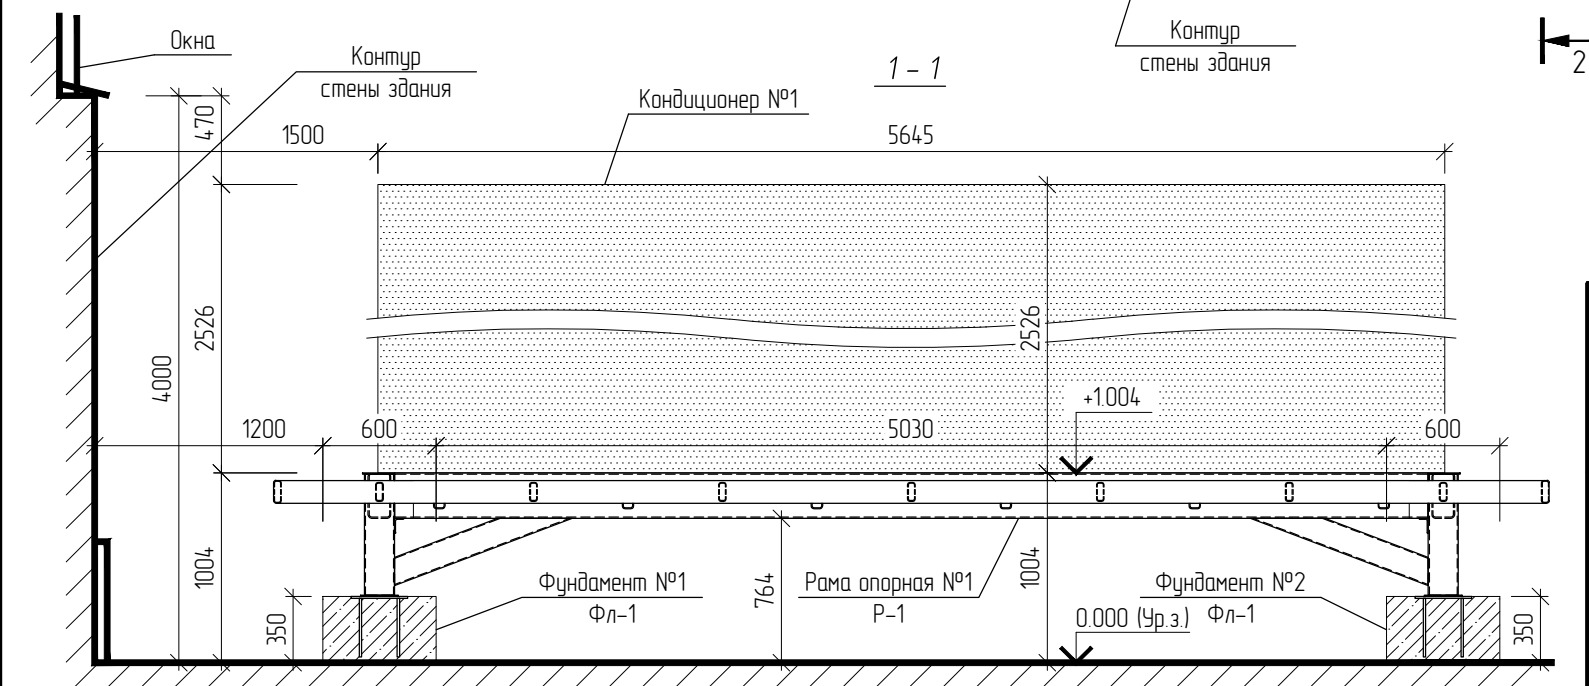 Окна
Контур
стены здания
Контур
стены здания
1 - 1
2
Кондиционер №1
470
1500
5645
2526
2526
4000
+1.004
1200
600
5030
600
1004
350
Фундамент №1
Фл-1
764
Рама опорная №1
Р-1
1004
0.000 (Ур.з.)
Фундамент №2
Фл-1
350